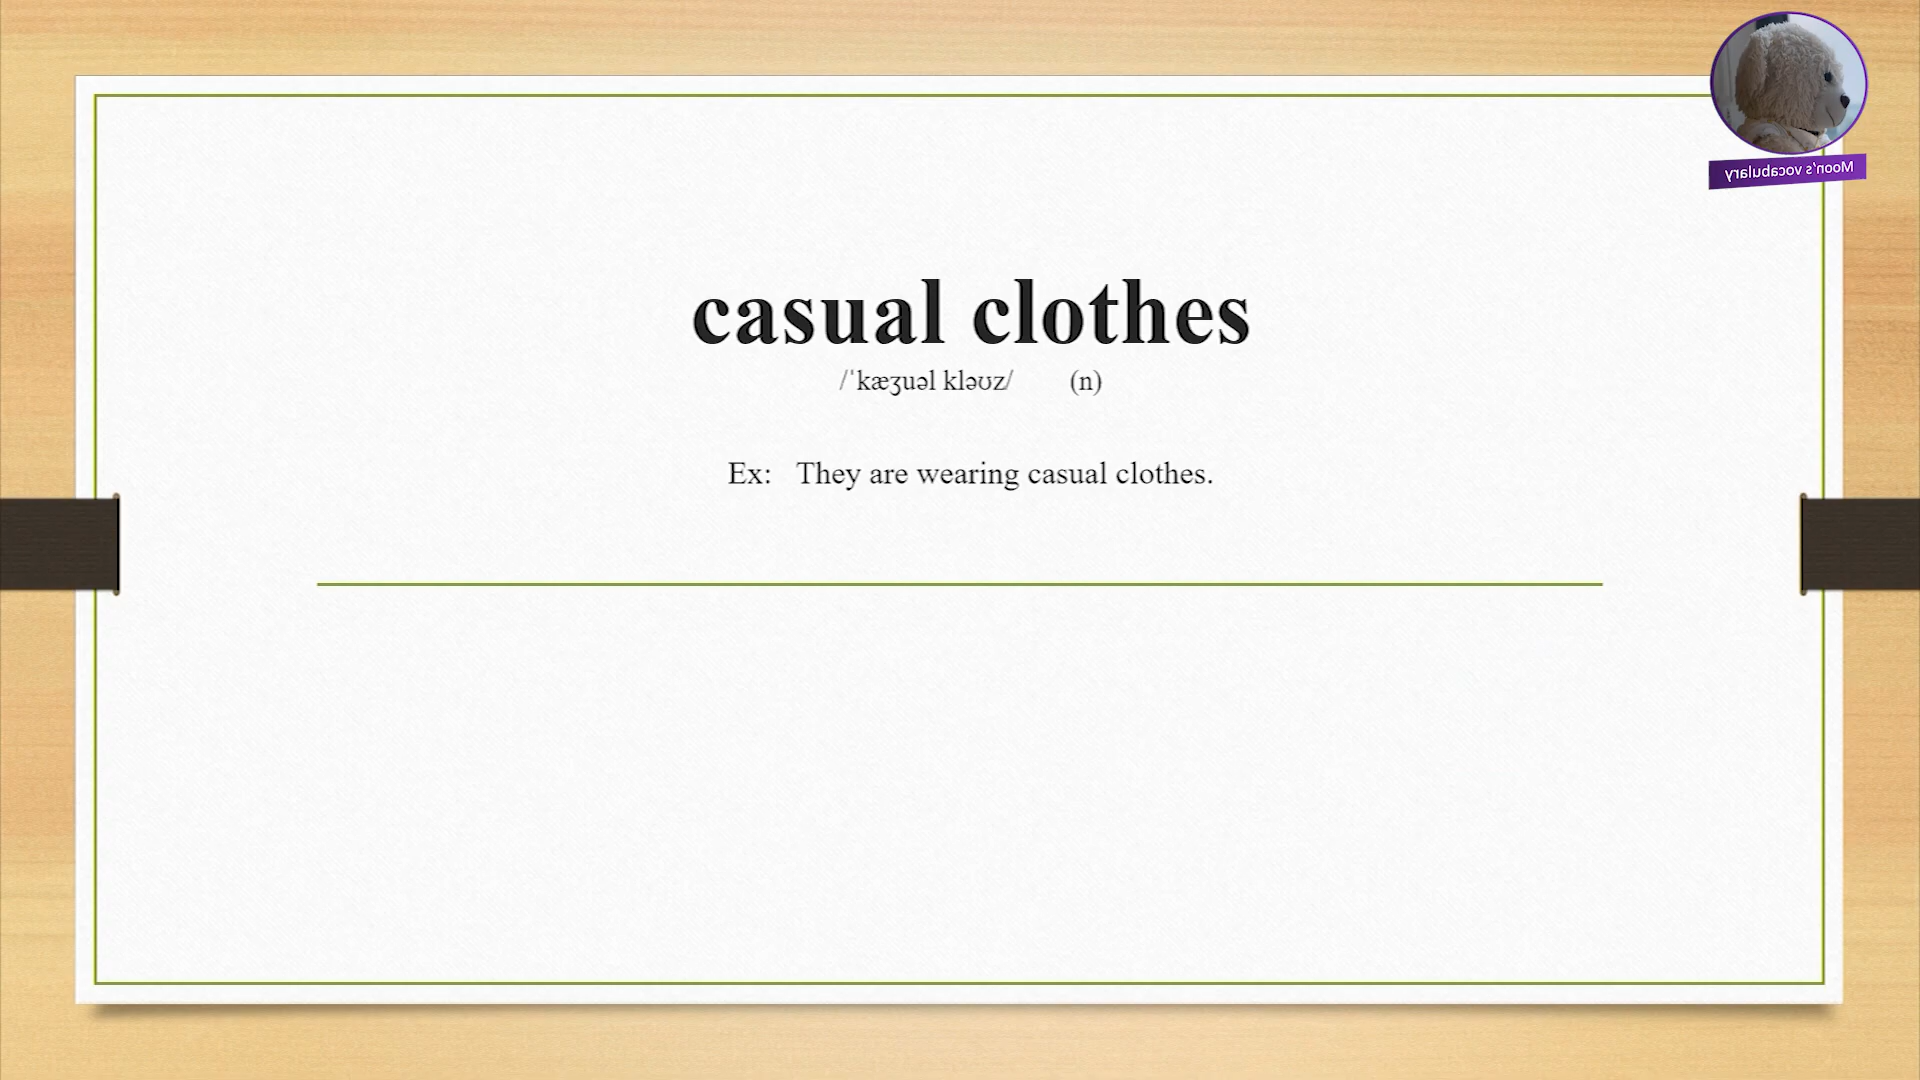 Moon's vocabulary
casual clothes
/ˈkæʒuəl kləʊz/ (n)
Ex: They are wearing casual clothes.